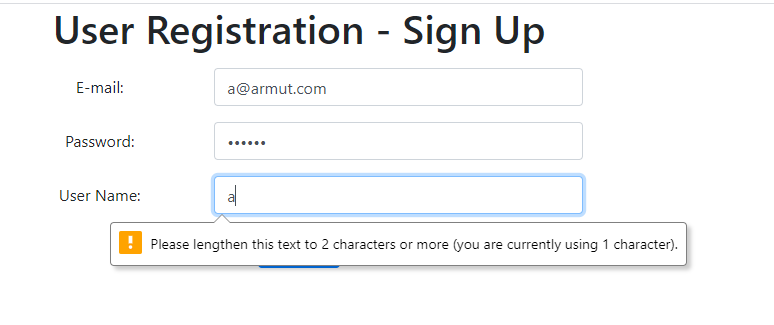 User Registration - Sign Up
E-mail: a@armut.com
Password: ••••••
User Name: a
! Please lengthen this text to 2 characters or more (you are currently using 1 character).